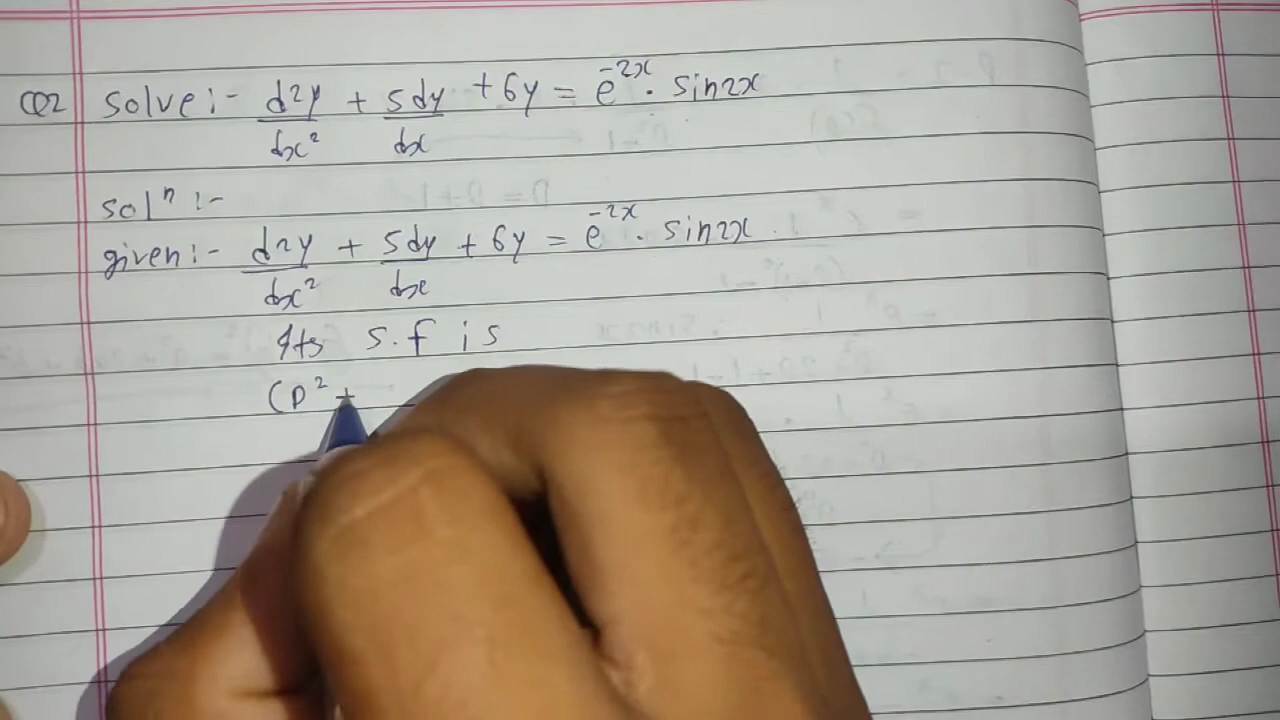 Q2 Solve:- d2y/dx² + 5dy/dx + 6y = e^-2x . sin2x
solⁿ :-
given:- d2y/dx² + 5dy/dx + 6y = e^-2x . sin2x.
Its S.f is
(D² +